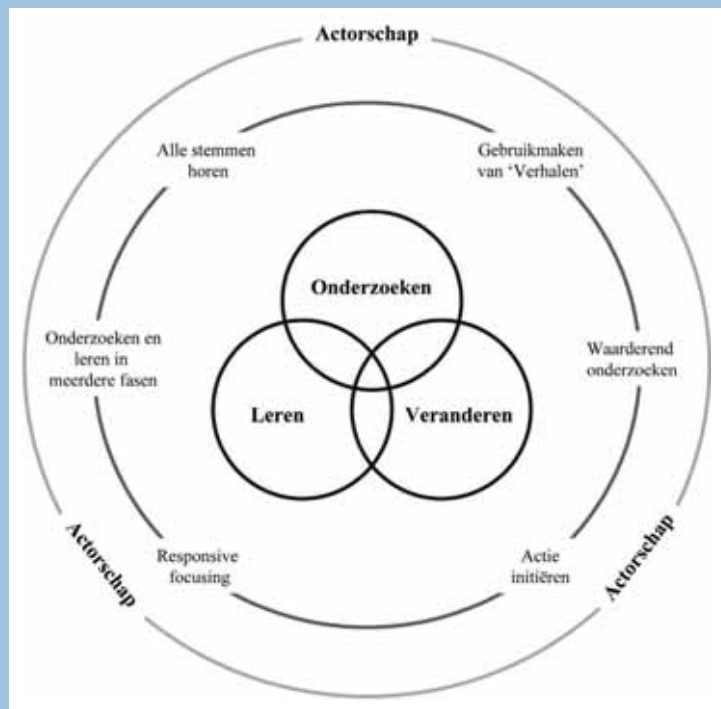 Actorschap
Alle stemmen
horen
Gebruikmaken
van ‘Verhalen’
Onderzoeken
Onderzoeken en
leren in
meerdere fasen
Waarderend
onderzoeken
Leren
Veranderen
Actorschap
Responsive
focusing
Actie
initiëren
Actorschap